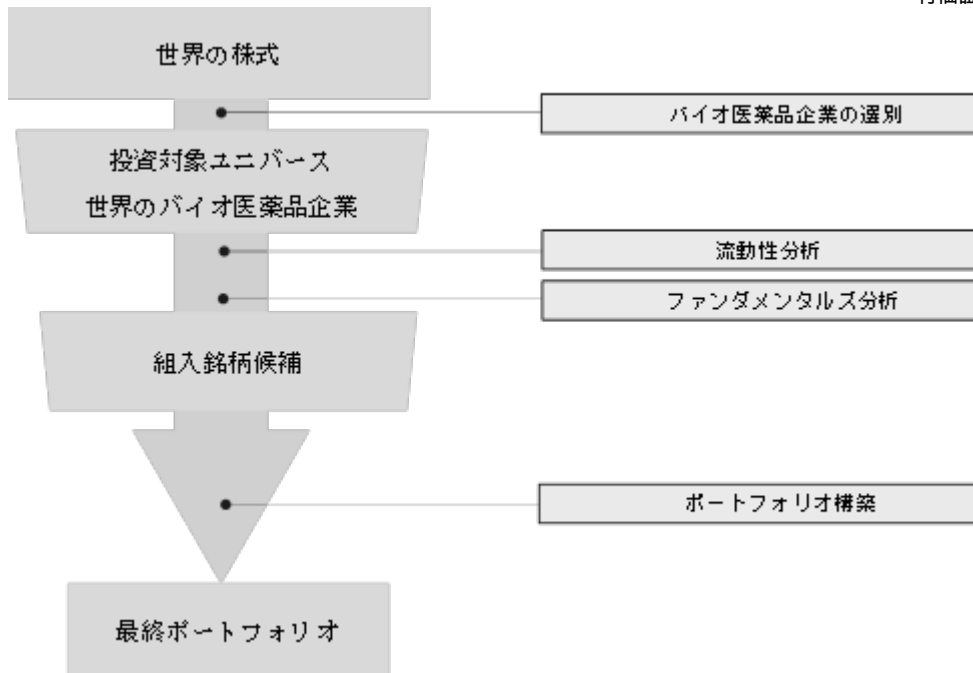 世界の株式
バイオ医薬品企業の選別
投資対象ユニバース
世界のバイオ医薬品企業
流動性分析
ファンダメンタルズ分析
組入銘柄候補
ポートフォリオ構築
最終ポートフォリオ